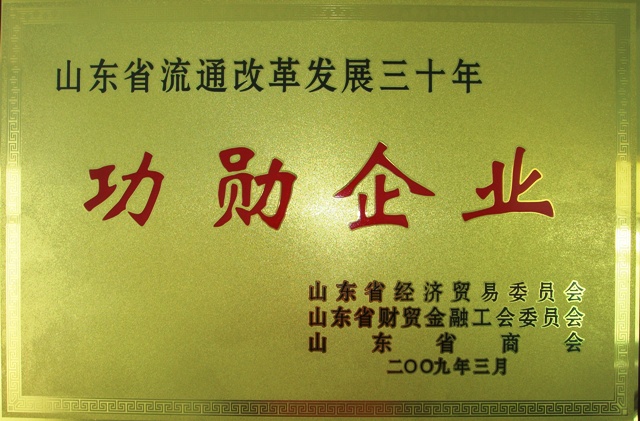 山东省流通改革发展三十年
功勋企业
山东省经济贸易委员会
山东省财贸金融工会委员会
山东省商会
二〇〇九年三月